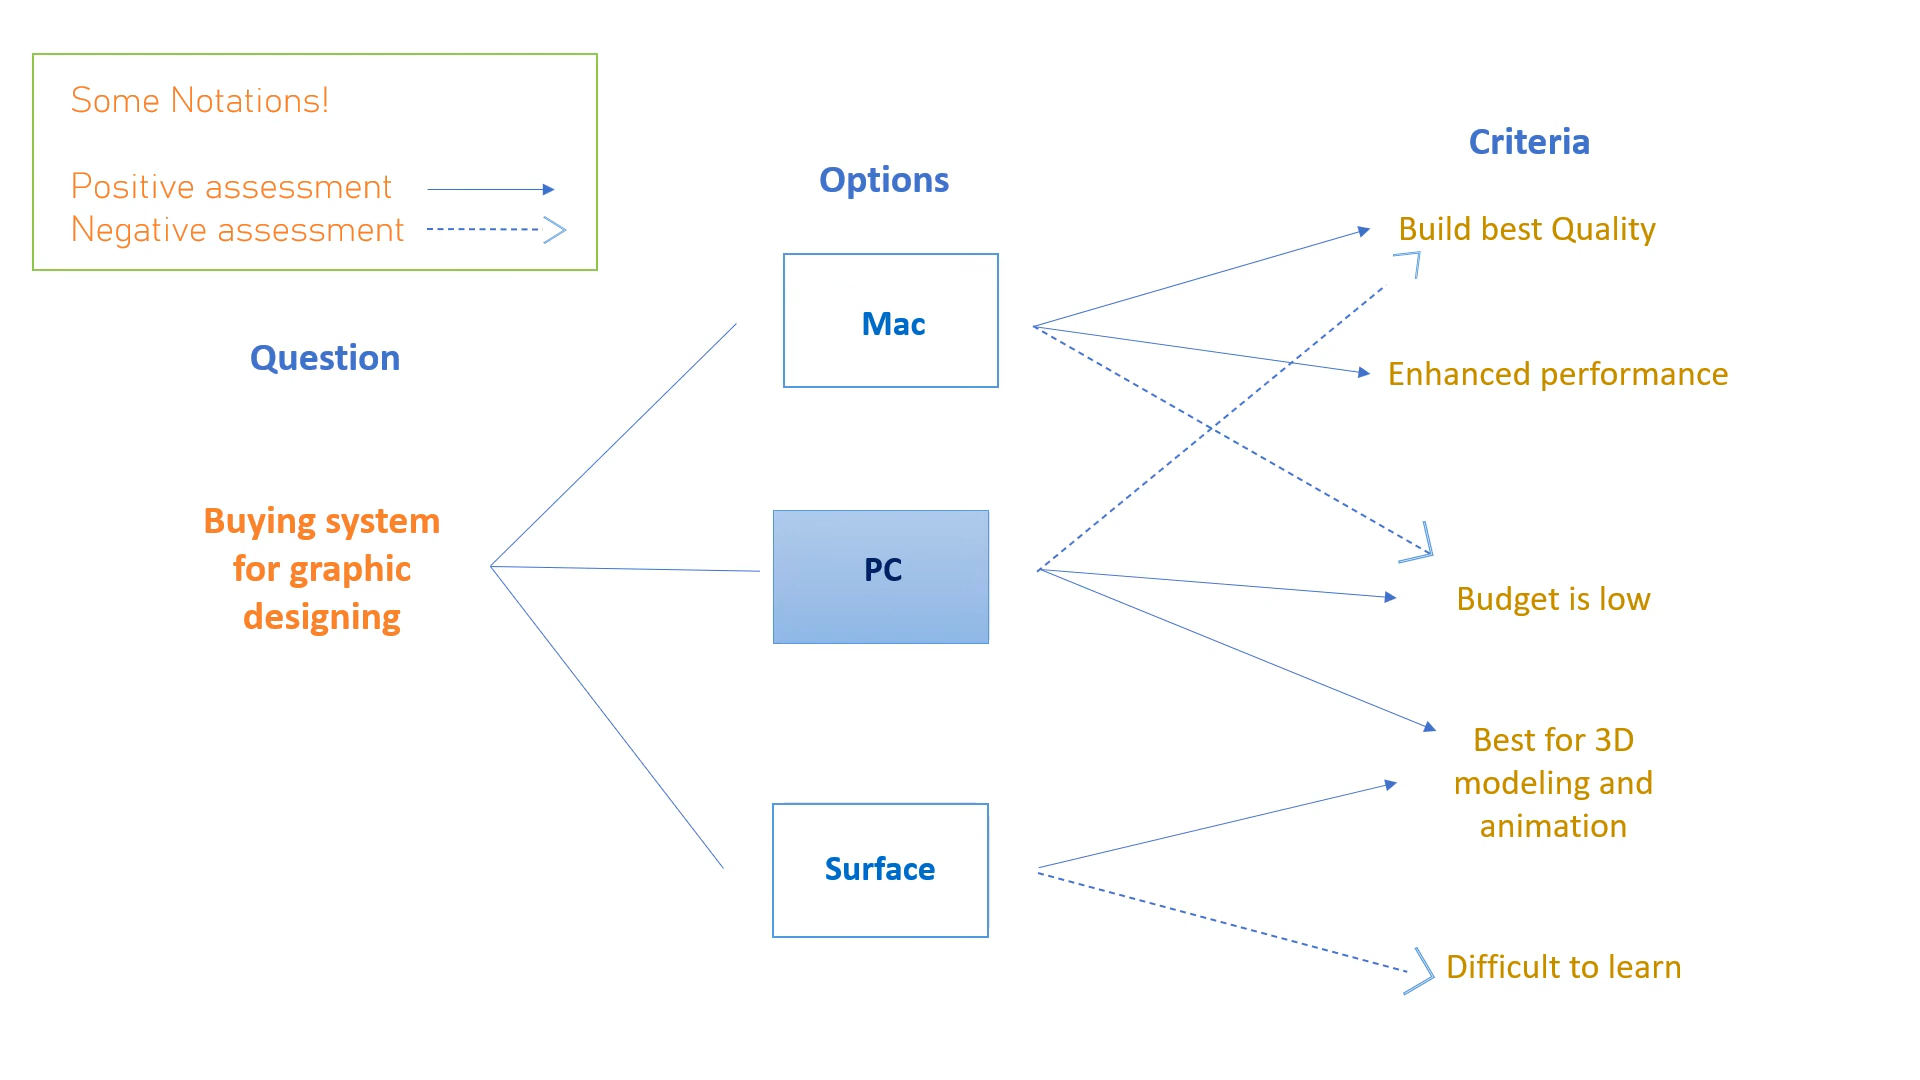 Some Notations!
Positive assessment
Negative assessment
Question
Buying system
for graphic
designing
Options
Mac
PC
Surface
Criteria
Build best Quality
Enhanced performance
Budget is low
Best for 3D
modeling and
animation
Difficult to learn